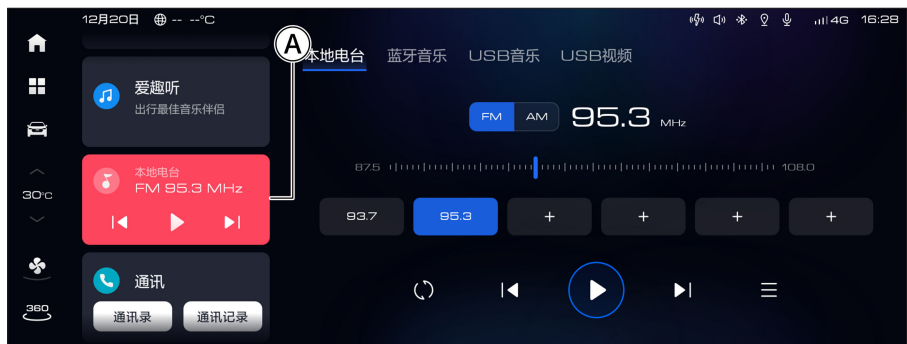 12月20日 -- --°C
4G 16:28
A
本地电台 蓝牙音乐 USB音乐 USB视频
爱趣听
出行最佳音乐伴侣
FM AM 95.3 MHz
87.5 108.0
本地电台
FM 95.3 MHz
30°C
93.7 95.3 + + + +
通讯
通讯录 通讯记录
360